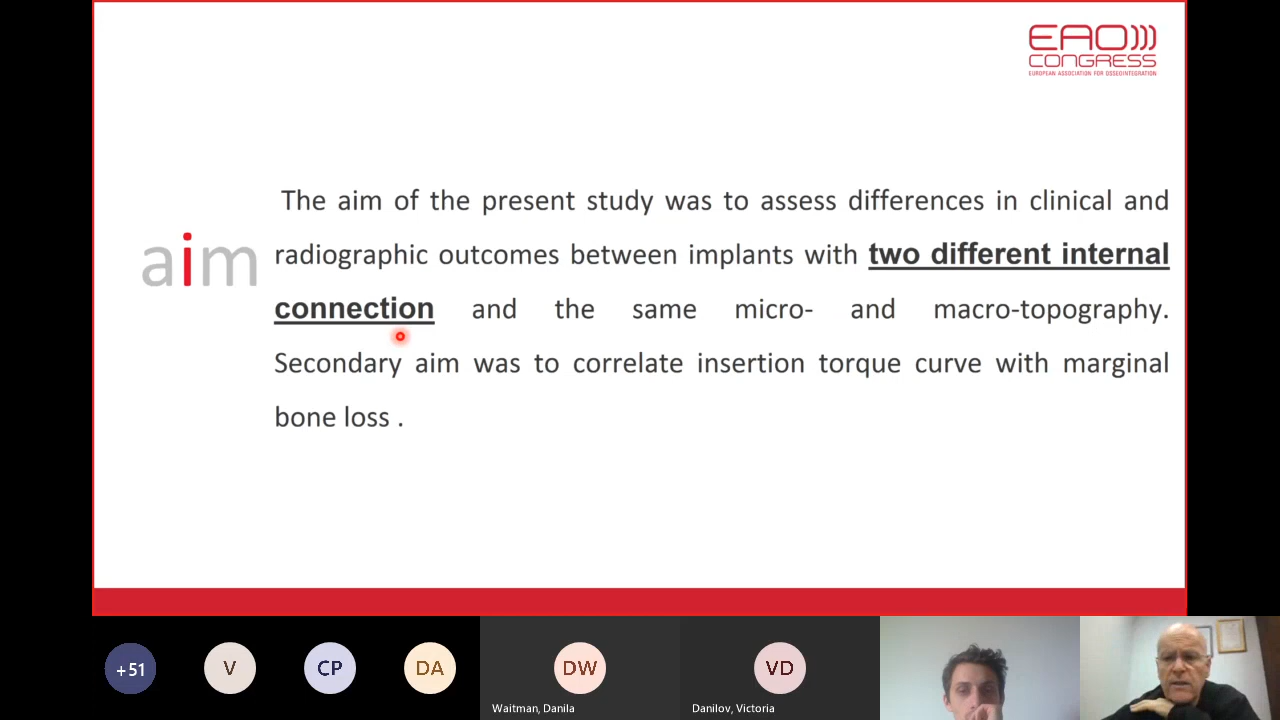 EAO)))
CONGRESS
EUROPEAN ASSOCIATION FOR OSSEOINTEGRATION
aim
The aim of the present study was to assess differences in clinical and
radiographic outcomes between implants with two different internal
connection and the same micro- and macro-topography.
Secondary aim was to correlate insertion torque curve with marginal
bone loss .
+51
V
CP
DA
DW
VD
Waitman, Danila
Danilov, Victoria